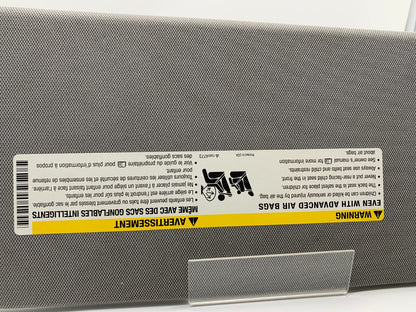 WARNING
EVEN WITH ADVANCED AIR BAGS
• Children can be killed or seriously injured by the air bag.
• The back seat is the safest place for children.
• Never put a rear-facing child seat in the front.
• Always use seat belts and child restraints.
• See owner's manual for more information about air bags.
Printed in USA
AVERTISSEMENT
MÊME AVEC DES SACS GONFLABLES INTELLIGENTS
• Les enfants peuvent être tués ou gravement blessés par le sac gonflable.
• Le siège arrière est l'endroit le plus sûr pour les enfants.
• Ne jamais placer à l'avant un siège pour enfant faisant face à l'arrière.
• Toujours utiliser les ceintures de sécurité et les ensembles de retenue pour enfant.
• Voir le guide du propriétaire pour plus d'information à propos des sacs gonflables.